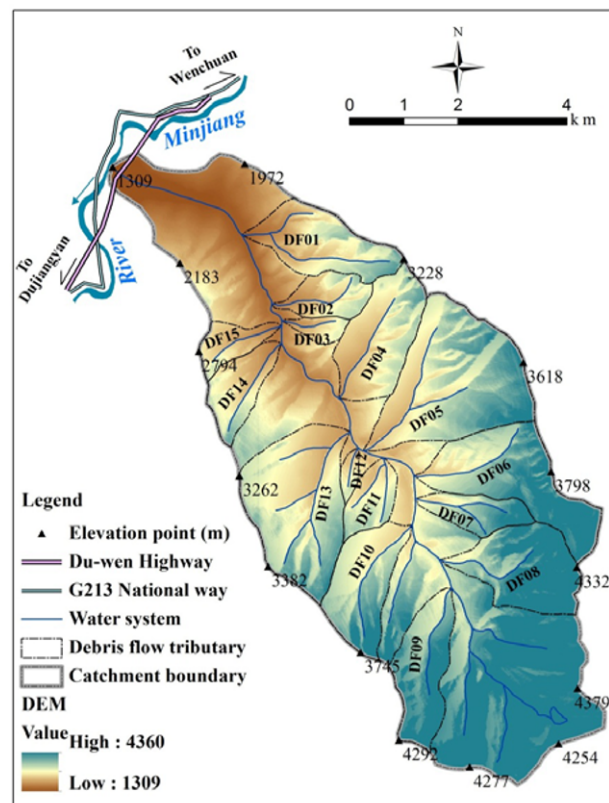 To
Wenchuan
N
0 1 2 4
km
Minjiang
1309
1972
DF01
3228
2183
To
Dujiangyan
River
DF02
DF03
DF15
DF04
2794
DF14
3618
DF05
DF12
DF06
3798
3262
DF13
DF11
DF07
DF10
DF08
4332
3382
DF09
3745
4379
4292
4254
4277
Legend
Elevation point (m)
Du-wen Highway
G213 National way
Water system
Debris flow tributary
Catchment boundary
DEM
Value
High : 4360
Low : 1309